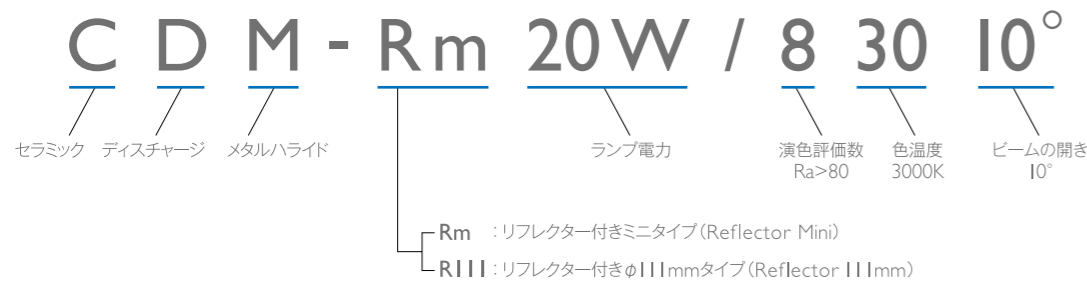 CDM-Rm 20W/830 10°
セラミック ディスチャージ メタルハライド ランプ電力 演色評価数 色温度 ビームの開き
Ra>80 3000K 10°
Rm :リフレクター付きミニタイプ(Reflector Mini)
R111:リフレクター付きφ111mmタイプ(Reflector 111mm)